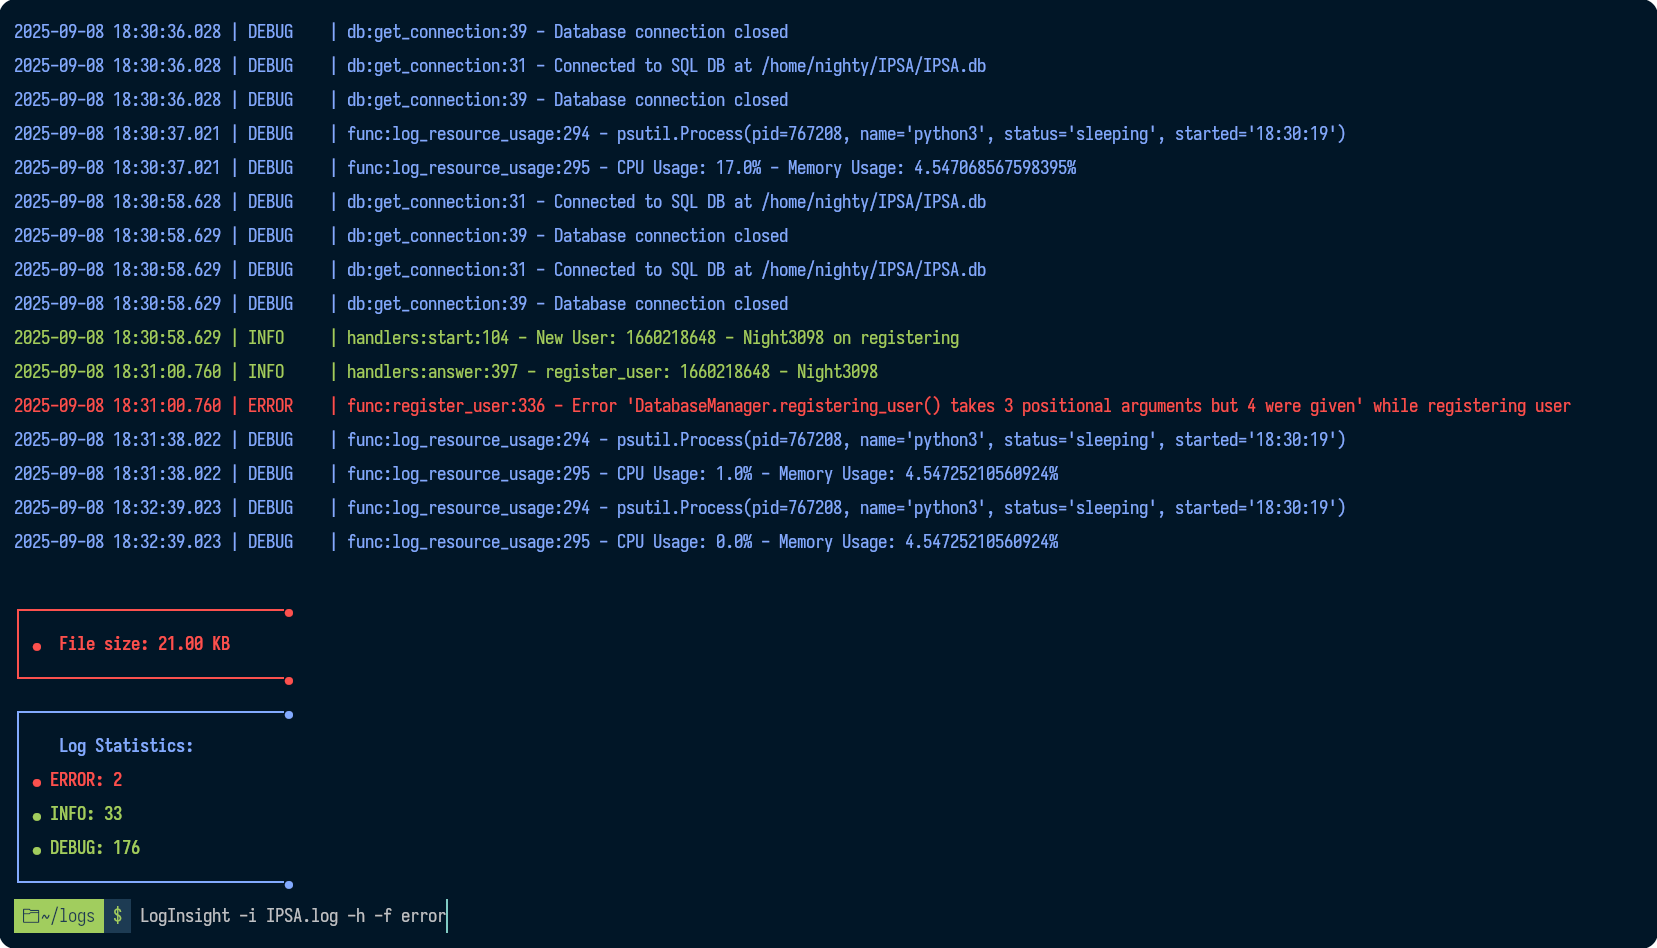 2025-09-08 18:30:36.028 | DEBUG    | db:get_connection:39 - Database connection closed
2025-09-08 18:30:36.028 | DEBUG    | db:get_connection:31 - Connected to SQL DB at /home/nighty/IPSA/IPSA.db
2025-09-08 18:30:36.028 | DEBUG    | db:get_connection:39 - Database connection closed
2025-09-08 18:30:37.021 | DEBUG    | func:log_resource_usage:294 - psutil.Process(pid=767208, name='python3', status='sleeping', started='18:30:19')
2025-09-08 18:30:37.021 | DEBUG    | func:log_resource_usage:295 - CPU Usage: 17.0% - Memory Usage: 4.547068567598395%
2025-09-08 18:30:58.628 | DEBUG    | db:get_connection:31 - Connected to SQL DB at /home/nighty/IPSA/IPSA.db
2025-09-08 18:30:58.629 | DEBUG    | db:get_connection:39 - Database connection closed
2025-09-08 18:30:58.629 | DEBUG    | db:get_connection:31 - Connected to SQL DB at /home/nighty/IPSA/IPSA.db
2025-09-08 18:30:58.629 | DEBUG    | db:get_connection:39 - Database connection closed
2025-09-08 18:30:58.629 | INFO     | handlers:start:104 - New User: 1660218648 - Night3098 on registering
2025-09-08 18:31:00.760 | INFO     | handlers:answer:397 - register_user: 1660218648 - Night3098
2025-09-08 18:31:00.760 | ERROR    | func:register_user:336 - Error 'DatabaseManager.registering_user() takes 3 positional arguments but 4 were given' while registering user
2025-09-08 18:31:38.022 | DEBUG    | func:log_resource_usage:294 - psutil.Process(pid=767208, name='python3', status='sleeping', started='18:30:19')
2025-09-08 18:31:38.022 | DEBUG    | func:log_resource_usage:295 - CPU Usage: 1.0% - Memory Usage: 4.54725210560924%
2025-09-08 18:32:39.023 | DEBUG    | func:log_resource_usage:294 - psutil.Process(pid=767208, name='python3', status='sleeping', started='18:30:19')
2025-09-08 18:32:39.023 | DEBUG    | func:log_resource_usage:295 - CPU Usage: 0.0% - Memory Usage: 4.54725210560924%
● File size: 21.00 KB
Log Statistics:
● ERROR: 2
● INFO: 33
● DEBUG: 176
~/logs $ LogInsight -i IPSA.log -h -f error